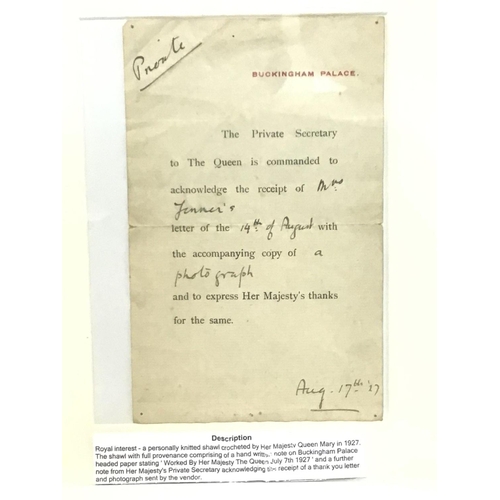 Private
BUCKINGHAM PALACE.
The Private Secretary
to The Queen is commanded to
acknowledge the receipt of Mrs
Jenner's
letter of the 14th of August with
the accompanying copy of a
photograph
and to express Her Majesty's thanks
for the same.
Aug. 17th '27
Description
Royal interest - a personally knitted shawl crocheted by Her Majesty Queen Mary in 1927.
The shawl with full provenance comprising of a hand written note on Buckingham Palace
headed paper stating ' Worked By Her Majesty The Queen July 7th 1927 ' and a further
note from Her Majesty's Private Secretary acknowledging the receipt of a thank you letter
and photograph sent by the vendor.